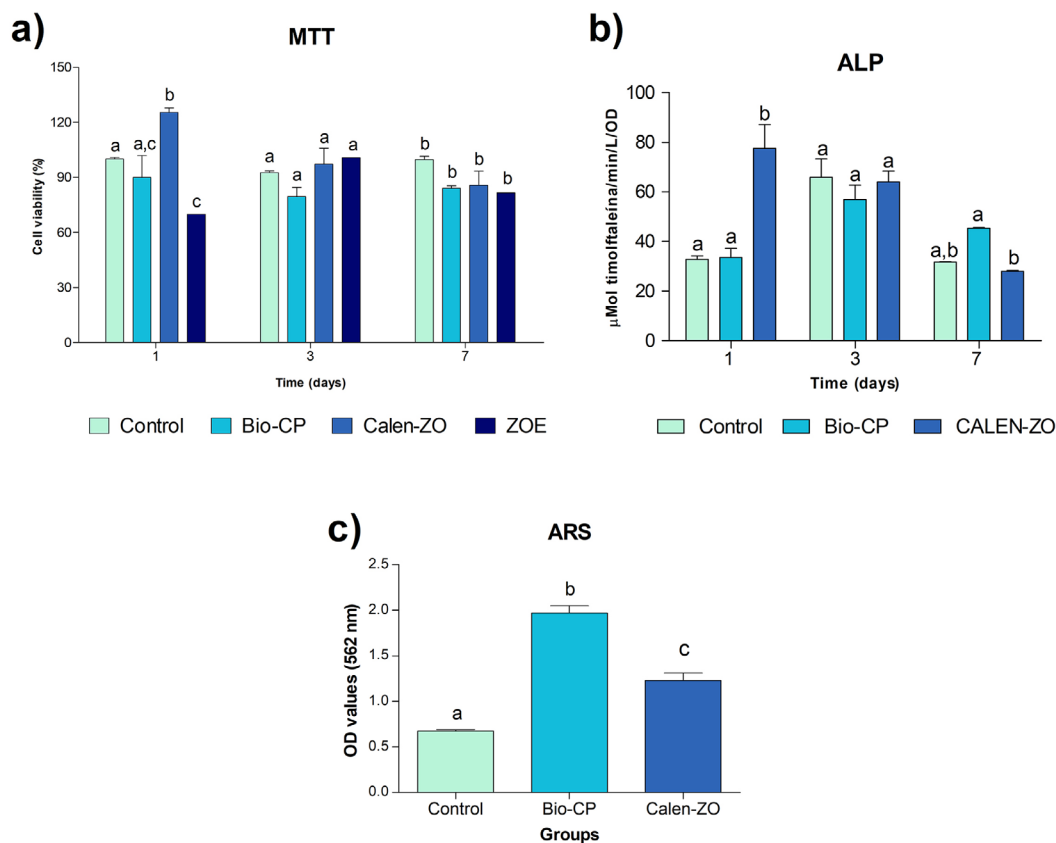 a)
MTT
Cell viability (%)
150
120
90
60
30
0
a a,c b c
a a a a
b b b b
1 3 7
Time (days)
Control Bio-CP Calen-ZO ZOE
b)
ALP
µMol timolftaleína/min/L/OD
100
80
60
40
20
0
a a b
a a a
a,b a b
1 3 7
Time (days)
Control Bio-CP CALEN-ZO
c)
ARS
OD values (562 nm)
2.5
2.0
1.5
1.0
0.5
0.0
a b c
Control Bio-CP Calen-ZO
Groups